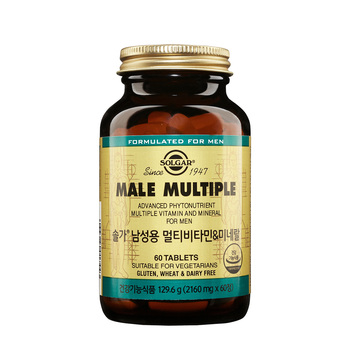 FORMULATED FOR MEN
SOLGAR®
Since 1947
MALE MULTIPLE
ADVANCED PHYTONUTRIENT
MULTIPLE VITAMIN AND MINERAL
FOR MEN
솔가® 남성용 멀티비타민&미네랄
60 TABLETS
SUITABLE FOR VEGETARIANS
GLUTEN, WHEAT & DAIRY FREE
건강기능식품 129.6 g (2160 mg x 60정)